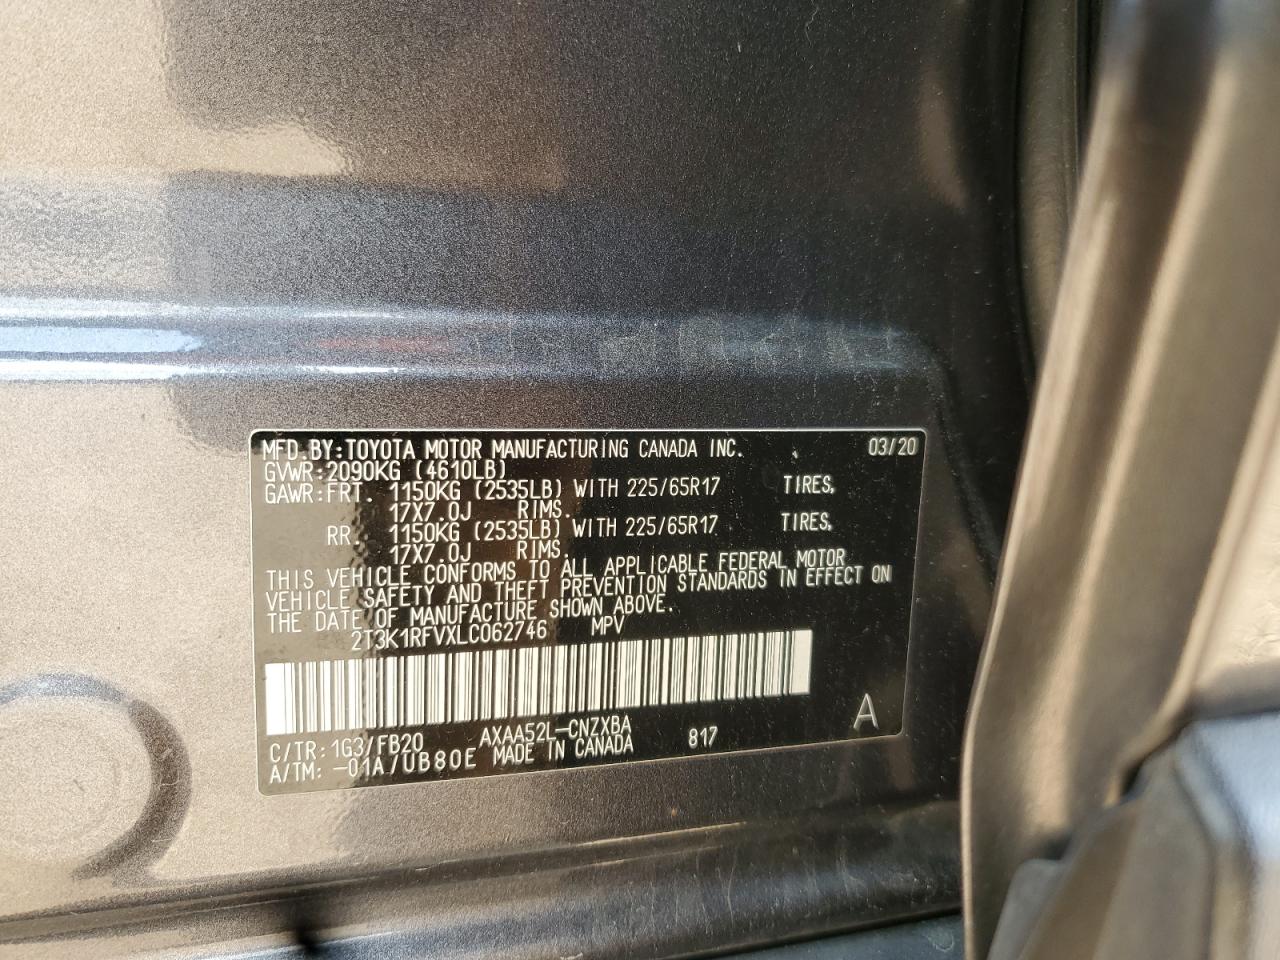 MFD.BY:TOYOTA MOTOR MANUFACTURING CANADA INC. 03/20
GVWR:2090KG (4610LB)
GAWR:FRT. 1150KG (2535LB) WITH 225/65R17 TIRES,
17X7.0J RIMS.
RR. 1150KG (2535LB) WITH 225/65R17 TIRES,
17X7.0J RIMS.
THIS VEHICLE CONFORMS TO ALL APPLICABLE FEDERAL MOTOR
VEHICLE SAFETY AND THEFT PREVENTION STANDARDS IN EFFECT ON
THE DATE OF MANUFACTURE SHOWN ABOVE.
2T3K1RFVXLC062746 MPV
C/TR:1G3/FB20 AXAA52L-CNZXBA 817 A
A/TM:-01A/UB80E MADE IN CANADA